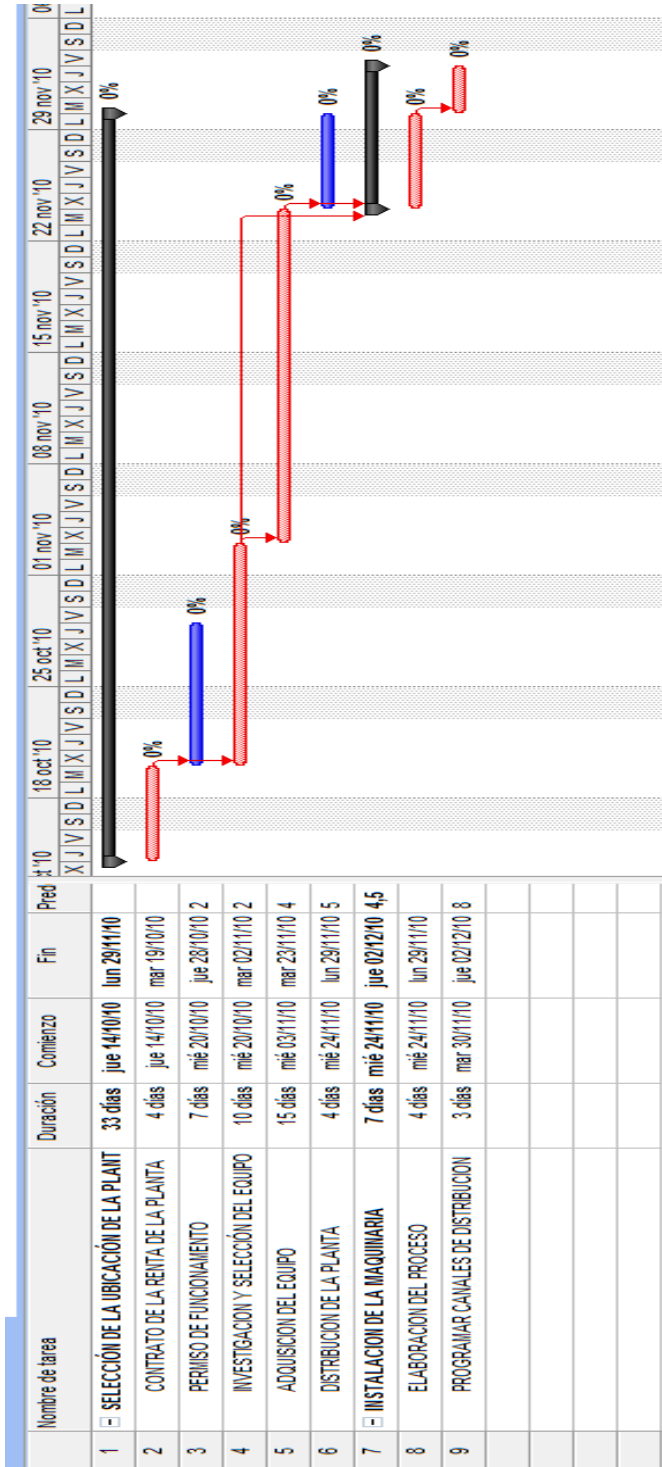 Nombre de tarea Duración Comienzo Fin Pred
1 SELECCIÓN DE LA UBICACIÓN DE LA PLANT 33 días jue 14/10/10 lun 29/11/10
2 CONTRATO DE LA RENTA DE LA PLANTA 4 días jue 14/10/10 mar 19/10/10
3 PERMISO DE FUNCIONAMENTO 7 días mié 20/10/10 jue 28/10/10 2
4 INVESTIGACION Y SELECCIÓN DEL EQUIPO 10 días mié 20/10/10 mar 02/11/10 2
5 ADQUISICION DEL EQUIPO 15 días mié 03/11/10 mar 23/11/10 4
6 DISTRIBUCION DE LA PLANTA 4 días mié 24/11/10 lun 29/11/10 5
7 INSTALACION DE LA MAQUINARIA 7 días mié 24/11/10 jue 02/12/10 4,5
8 ELABORACION DEL PROCESO 4 días mié 24/11/10 lun 29/11/10
9 PROGRAMAR CANALES DE DISTRIBUCION 3 días mar 30/11/10 jue 02/12/10 8
'10 18 oct '10 25 oct '10 01 nov '10 08 nov '10 15 nov '10 22 nov '10 29 nov '10
X J V S D L M X J V S D L M X J V S D L M X J V S D L M X J V S D L M X J V S D L M X J V S D L M X J V S D L
0%
0%
0%
0%
0%
0%
0%
0%
0%